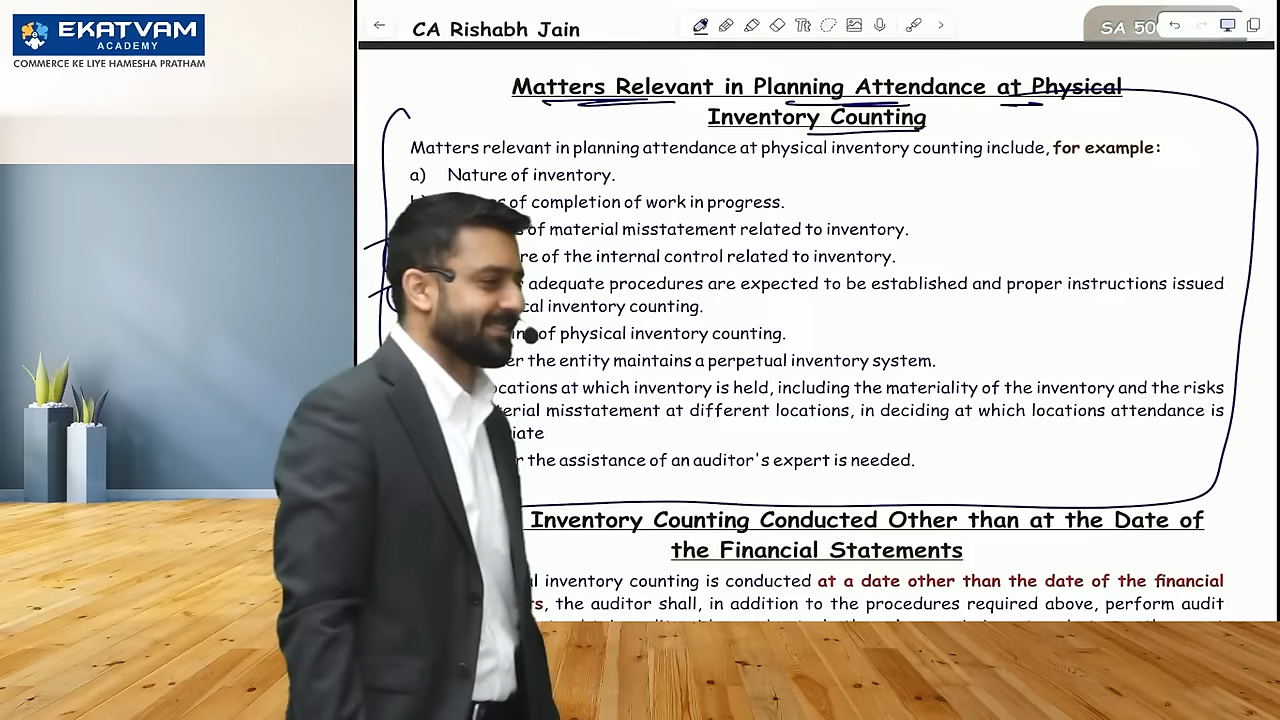 EKATVAM
ACADEMY
COMMERCE KE LIYE HAMESHA PRATHAM
CA Rishabh Jain
SA 50
Matters Relevant in Planning Attendance at Physical
Inventory Counting
Matters relevant in planning attendance at physical inventory counting include, for example:
a) Nature of inventory.
of completion of work in progress.
of material misstatement related to inventory.
of the internal control related to inventory.
adequate procedures are expected to be established and proper instructions issued
inventory counting.
of physical inventory counting.
the entity maintains a perpetual inventory system.
at which inventory is held, including the materiality of the inventory and the risks
misstatement at different locations, in deciding at which locations attendance is
the assistance of an auditor's expert is needed.
Inventory Counting Conducted Other than at the Date of
the Financial Statements
inventory counting is conducted at a date other than the date of the financial
the auditor shall, in addition to the procedures required above, perform audit